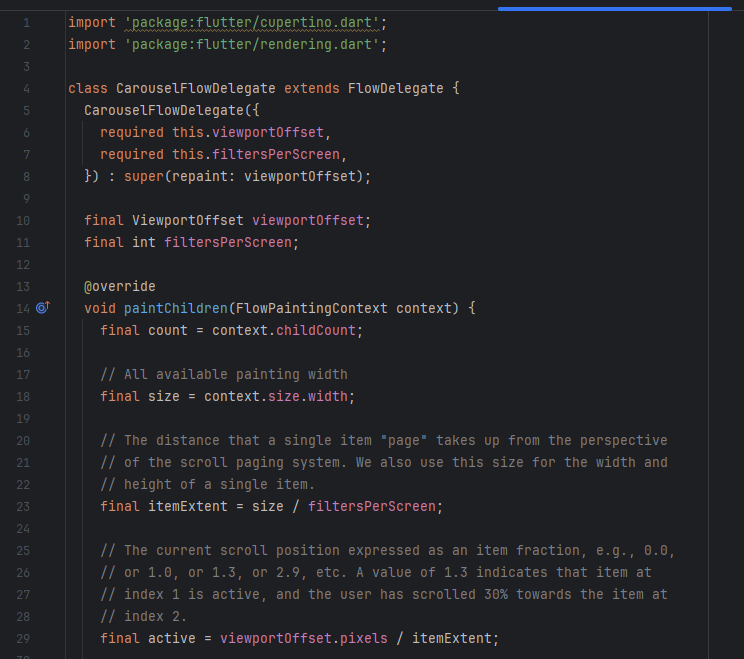 1 import 'package:flutter/cupertino.dart';
2 import 'package:flutter/rendering.dart';
3
4 class CarouselFlowDelegate extends FlowDelegate {
5   CarouselFlowDelegate({
6     required this.viewportOffset,
7     required this.filtersPerScreen,
8   }) : super(repaint: viewportOffset);
9
10   final ViewportOffset viewportOffset;
11   final int filtersPerScreen;
12
13   @override
14   void paintChildren(FlowPaintingContext context) {
15     final count = context.childCount;
16
17     // All available painting width
18     final size = context.size.width;
19
20     // The distance that a single item "page" takes up from the perspective
21     // of the scroll paging system. We also use this size for the width and
22     // height of a single item.
23     final itemExtent = size / filtersPerScreen;
24
25     // The current scroll position expressed as an item fraction, e.g., 0.0,
26     // or 1.0, or 1.3, or 2.9, etc. A value of 1.3 indicates that item at
27     // index 1 is active, and the user has scrolled 30% towards the item at
28     // index 2.
29     final active = viewportOffset.pixels / itemExtent;